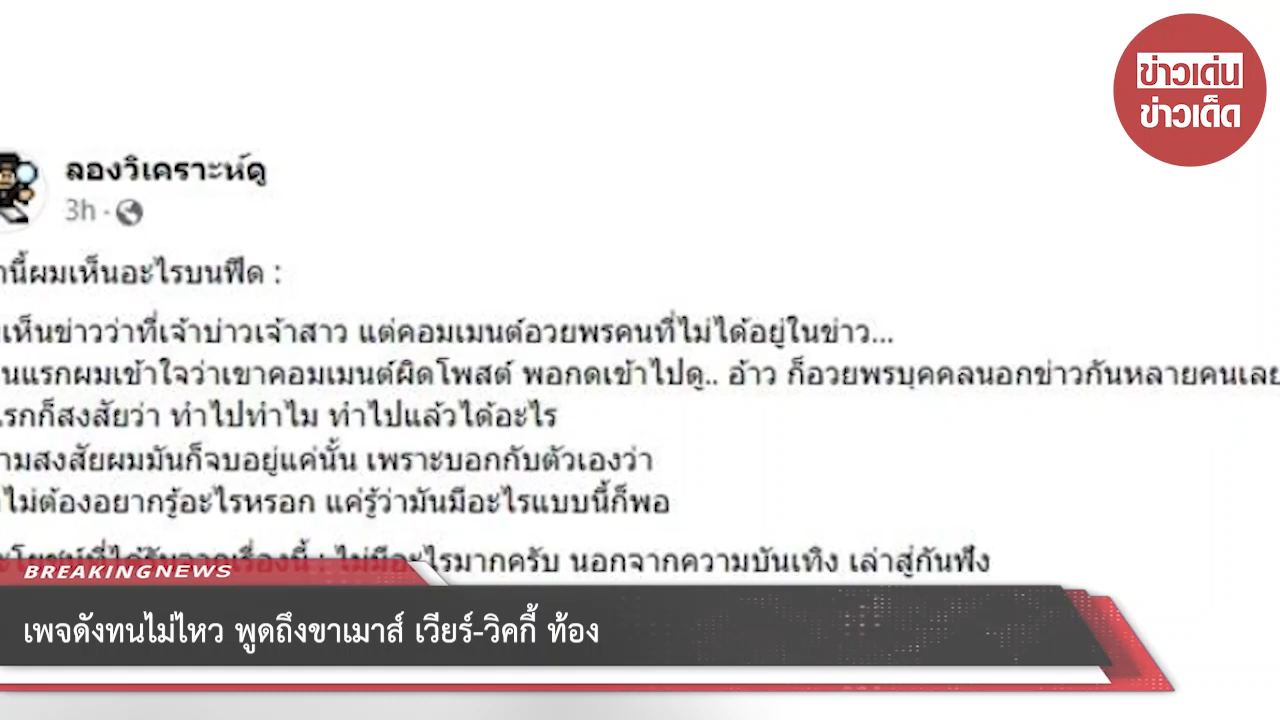 ข่าวเด่น
ข่าวเด็ด
ลองวิเคราะห์ดู
3h ·
นี้ผมเห็นอะไรบนฟีด :
เห็นข่าวว่าที่เจ้าบ่าวเจ้าสาว แต่คอมเมนต์อวยพรคนที่ไม่ได้อยู่ในข่าว...
แรกผมเข้าใจว่าเขาคอมเมนต์ผิดโพสต์ พอกดเข้าไปดู.. อ้าว ก็อวยพรบุคคลนอกข่าวกันหลายคนเลย
แรกก็สงสัยว่า ทำไปทำไม ทำไปแล้วได้อะไร
สงสัยผมมันก็จบอยู่แค่นั้น เพราะบอกกับตัวเองว่า
ไม่ต้องอยากรู้อะไรหรอก แค่รู้ว่ามันมีอะไรแบบนี้ก็พอ
เรื่องนี้ : ไม่มีอะไรมากครับ นอกจากความบันเทิง เล่าสู่กันฟัง
BREAKING NEWS
เพจดังทนไม่ไหว พูดถึงขาเมาส์ เวียร์-วิคกี้ ท้อง